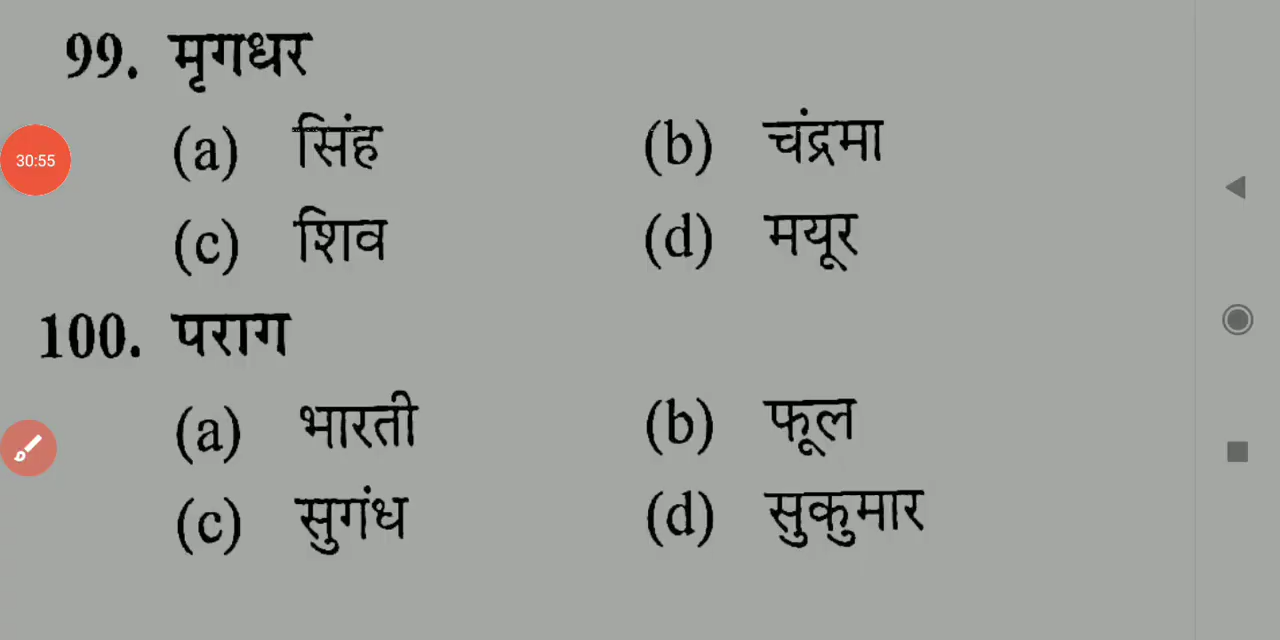 99. मृगधर
(a) सिंह (b) चंद्रमा
30:55
(c) शिव (d) मयूर
100. पराग
(a) भारती (b) फूल
(c) सुगंध (d) सुकुमार